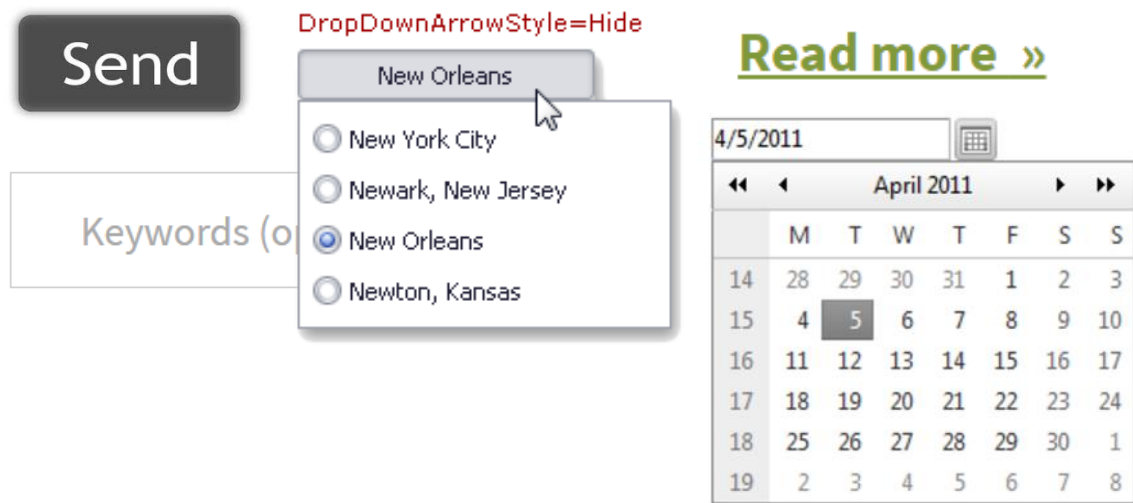 Send
DropDownArrowStyle=Hide
New Orleans
New York City
Newark, New Jersey
New Orleans
Newton, Kansas
Keywords (o
Read more »
4/5/2011
April 2011
M T W T F S S
14 28 29 30 31 1 2 3
15 4 5 6 7 8 9 10
16 11 12 13 14 15 16 17
17 18 19 20 21 22 23 24
18 25 26 27 28 29 30 1
19 2 3 4 5 6 7 8